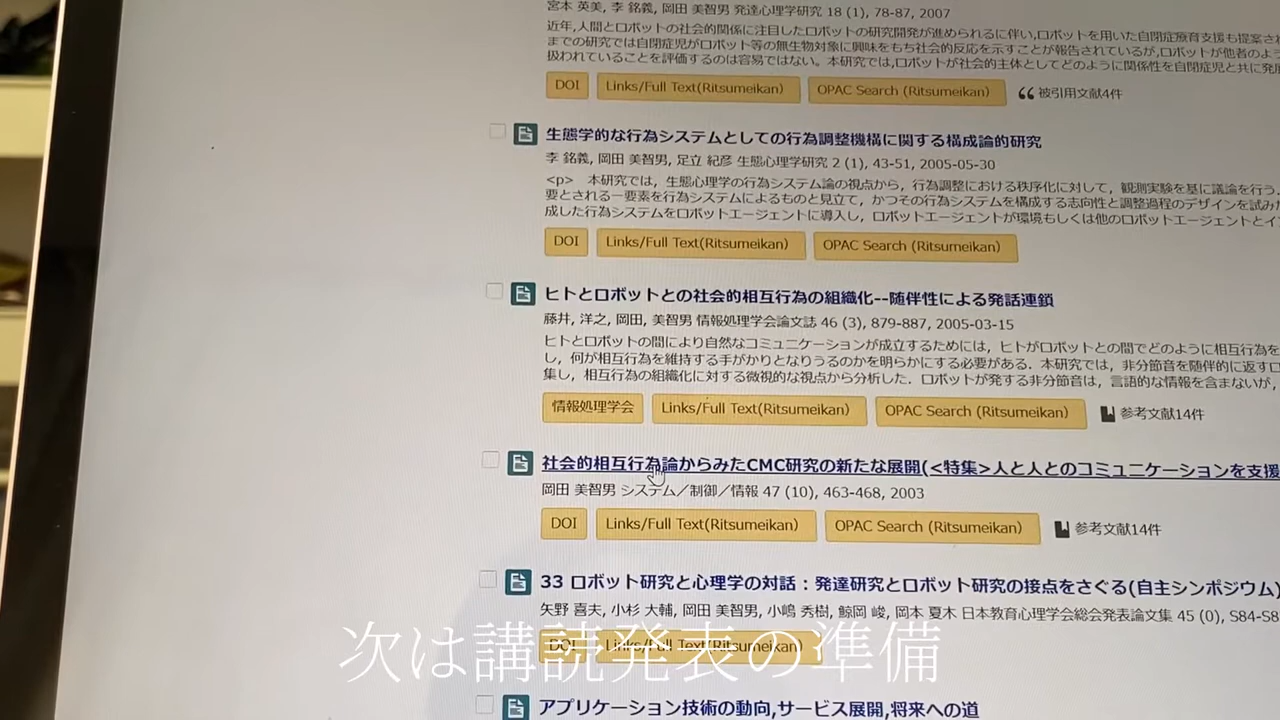 宮本 英美, 李 銘義, 岡田 美智男 発達心理学研究 18 (1), 78-87, 2007
近年,人間とロボットの社会的関係に注目したロボットの研究開発が進められるに伴い,ロボットを用いた自閉症療育支援も提案さ
までの研究では自閉症児がロボット等の無生物対象に興味をもち社会的反応を示すことが報告されているが,ロボットが他者のよう
扱われていることを評価するのは容易ではない。本研究では,ロボットが社会的主体としてどのように関係性を自閉症児と共に発展
DOI Links/Full Text(Ritsumeikan) OPAC Search (Ritsumeikan) 被引用文献4件
生態学的な行為システムとしての行為調整機構に関する構成論的研究
李 銘義, 岡田 美智男, 足立 紀彦 生態心理学研究 2 (1), 43-51, 2005-05-30
<p> 本研究では，生態心理学の行為システム論の視点から，行為調整における秩序化に対して，観測実験を基に議論を行う．
要とされる一要素を行為システムによるものと見立て，かつその行為システムを構成する志向性と調整過程のデザインを試みた
成した行為システムをロボットエージェントに導入し，ロボットエージェントが環境もしくは他のロボットエージェントとイ
DOI Links/Full Text(Ritsumeikan) OPAC Search (Ritsumeikan)
ヒトとロボットとの社会的相互行為の組織化--随伴性による発話連鎖
藤井, 洋之, 岡田, 美智男 情報処理学会論文誌 46 (3), 879-887, 2005-03-15
ヒトとロボットの間により自然なコミュニケーションが成立するためには，ヒトがロボットとの間でどのように相互行為を
し，何が相互行為を維持する手がかりとなりうるのかを明らかにする必要がある．本研究では，非分節音を随伴的に返すロ
集し，相互行為の組織化に対する微視的な視点から分析した．ロボットが発する非分節音は，言語的な情報を含まないが，
情報処理学会 Links/Full Text(Ritsumeikan) OPAC Search (Ritsumeikan) 参考文献14件
社会的相互行為論からみたCMC研究の新たな展開(<特集>人と人とのコミュニケーションを支援
岡田 美智男 システム／制御／情報 47 (10), 463-468, 2003
DOI Links/Full Text(Ritsumeikan) OPAC Search (Ritsumeikan) 参考文献14件
33 ロボット研究と心理学の対話：発達研究とロボット研究の接点をさぐる(自主シンポジウム)
矢野 喜夫, 小杉 大輔, 岡田 美智男, 小嶋 秀樹, 鯨岡 峻, 岡本 夏木 日本教育心理学会総会発表論文集 45 (0), S84-S8
DOI Links/Full Text(Ritsumeikan)
次は講読発表の準備
アプリケーション技術の動向,サービス展開,将来への道